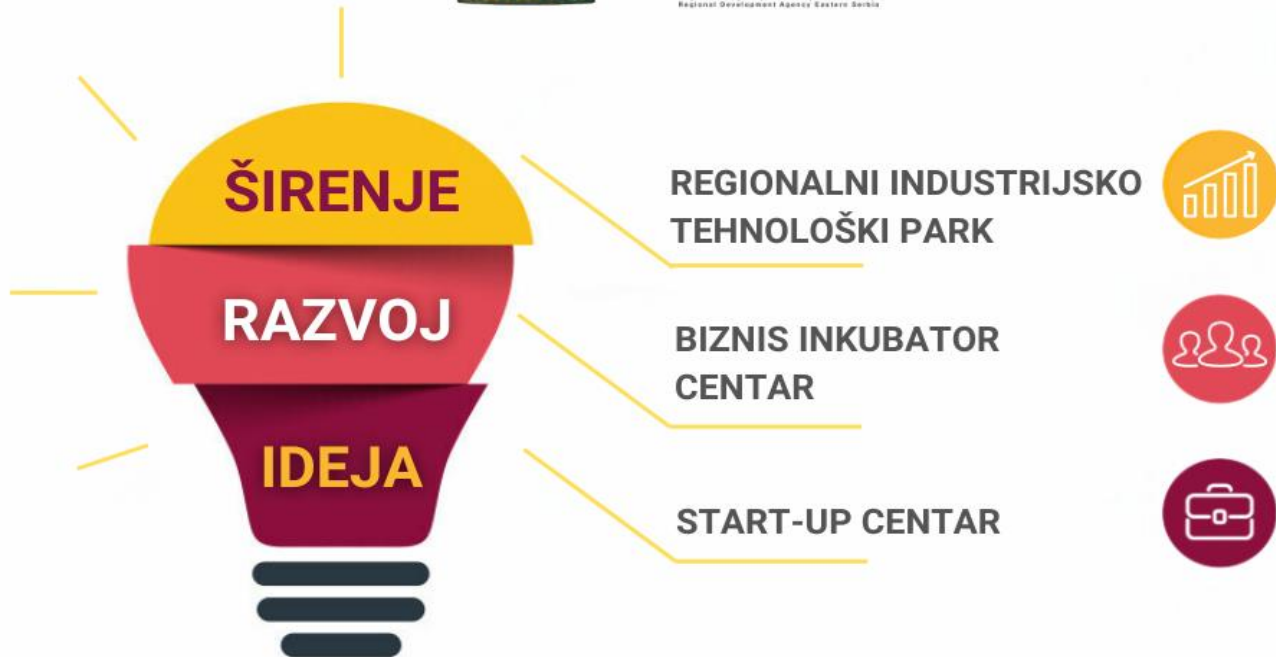 Regional Development Agency Eastern Serbia
ŠIRENJE
REGIONALNI INDUSTRIJSKO
TEHNOLOŠKI PARK
RAZVOJ
BIZNIS INKUBATOR
CENTAR
IDEJA
START-UP CENTAR